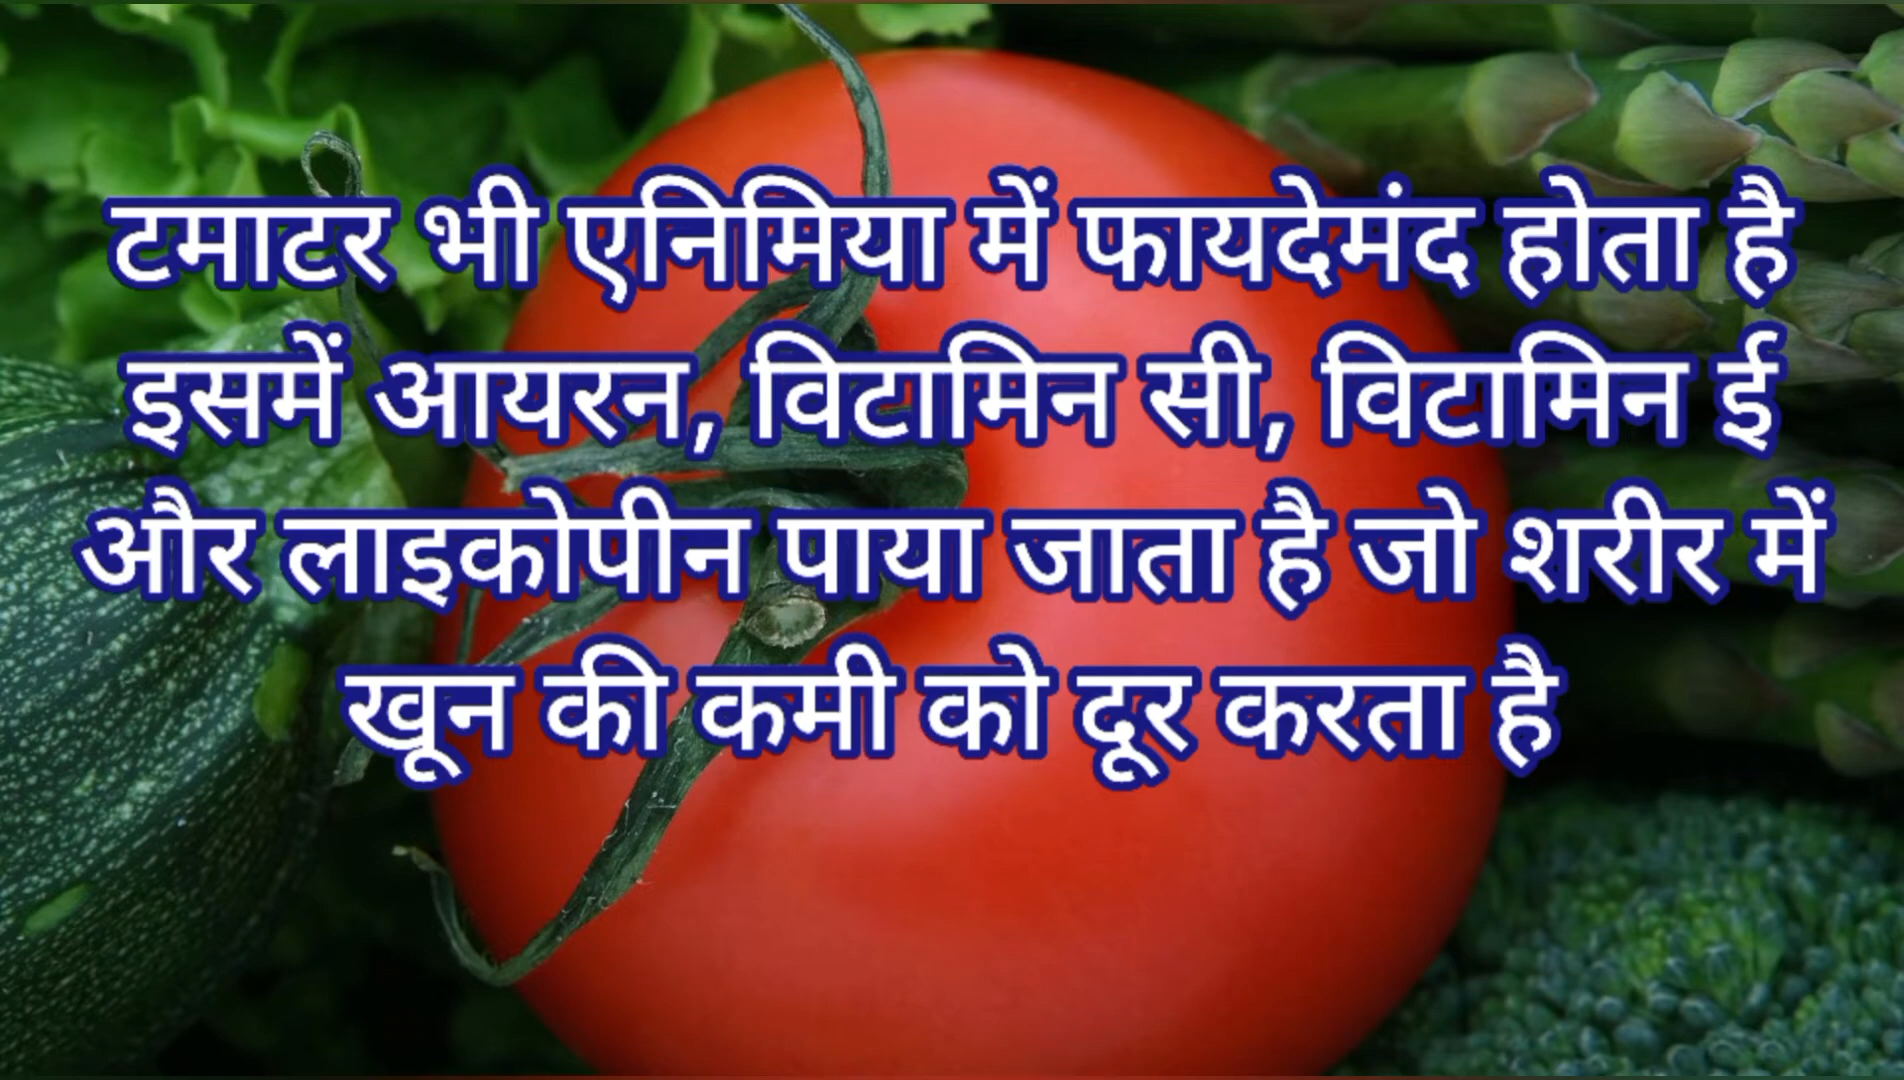 टमाटर भी एनिमिया में फायदेमंद होता है
इसमें आयरन, विटामिन सी, विटामिन ई
और लाइकोपीन पाया जाता है जो शरीर में
खून की कमी को दूर करता है